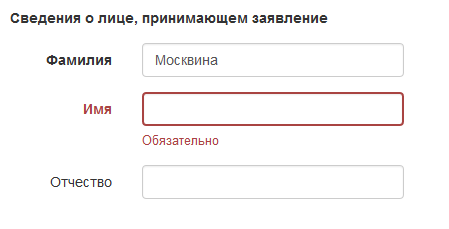 Сведения о лице, принимающем заявление
Фамилия Москвина
Имя
Обязательно
Отчество